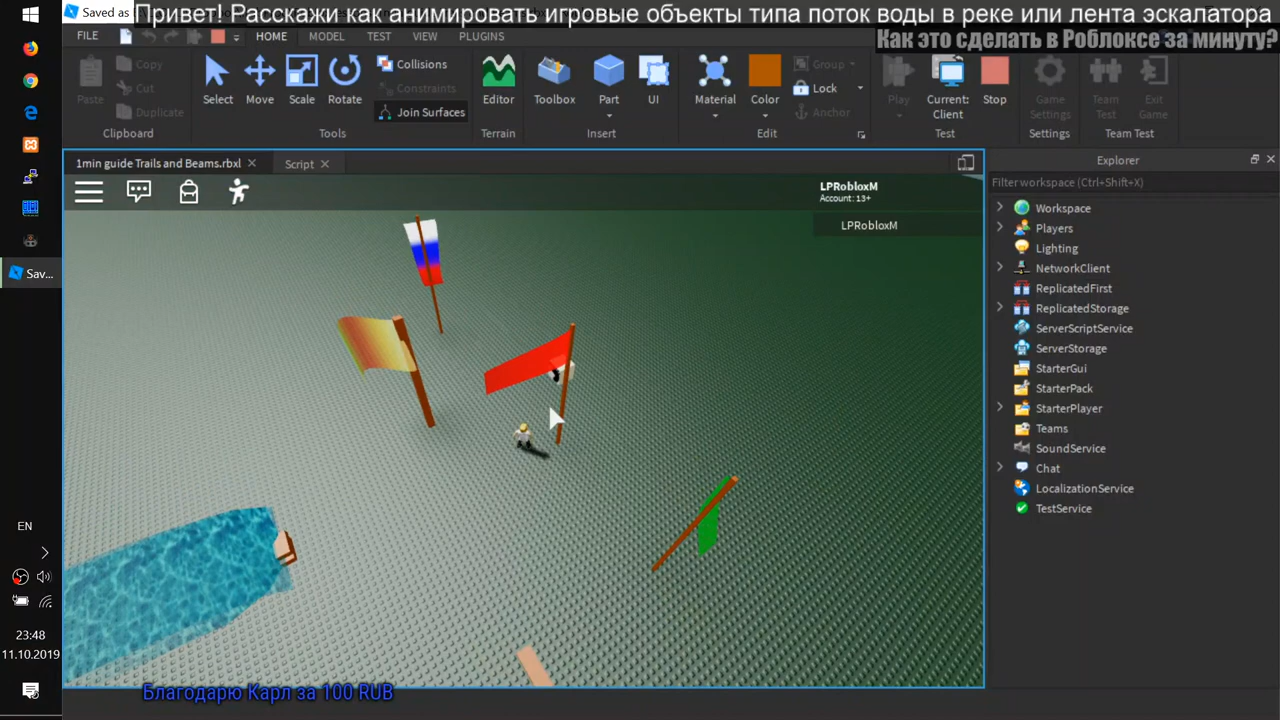 Saved as
Привет! Расскажи как анимировать игровые объекты типа поток воды в реке или лента эскалатора
Как это сделать в Роблоксе за минуту?
FILE
HOME
MODEL
TEST
VIEW
PLUGINS
Paste
Copy
Cut
Duplicate
Clipboard
Select
Move
Scale
Rotate
Collisions
Constraints
Join Surfaces
Tools
Editor
Terrain
Toolbox
Part
UI
Insert
Material
Color
Group
Lock
Anchor
Edit
Play
Current:
Client
Stop
Test
Game
Settings
Settings
Team
Test
Exit
Game
Team Test
1min guide Trails and Beams.rbxl
Script
Explorer
Filter workspace (Ctrl+Shift+X)
LPRobloxM
Account: 13+
LPRobloxM
Workspace
Players
Lighting
NetworkClient
ReplicatedFirst
ReplicatedStorage
ServerScriptService
ServerStorage
StarterGui
StarterPack
StarterPlayer
Teams
SoundService
Chat
LocalizationService
TestService
Sav...
EN
23:48
11.10.2019
Благодарю Карл за 100 RUB